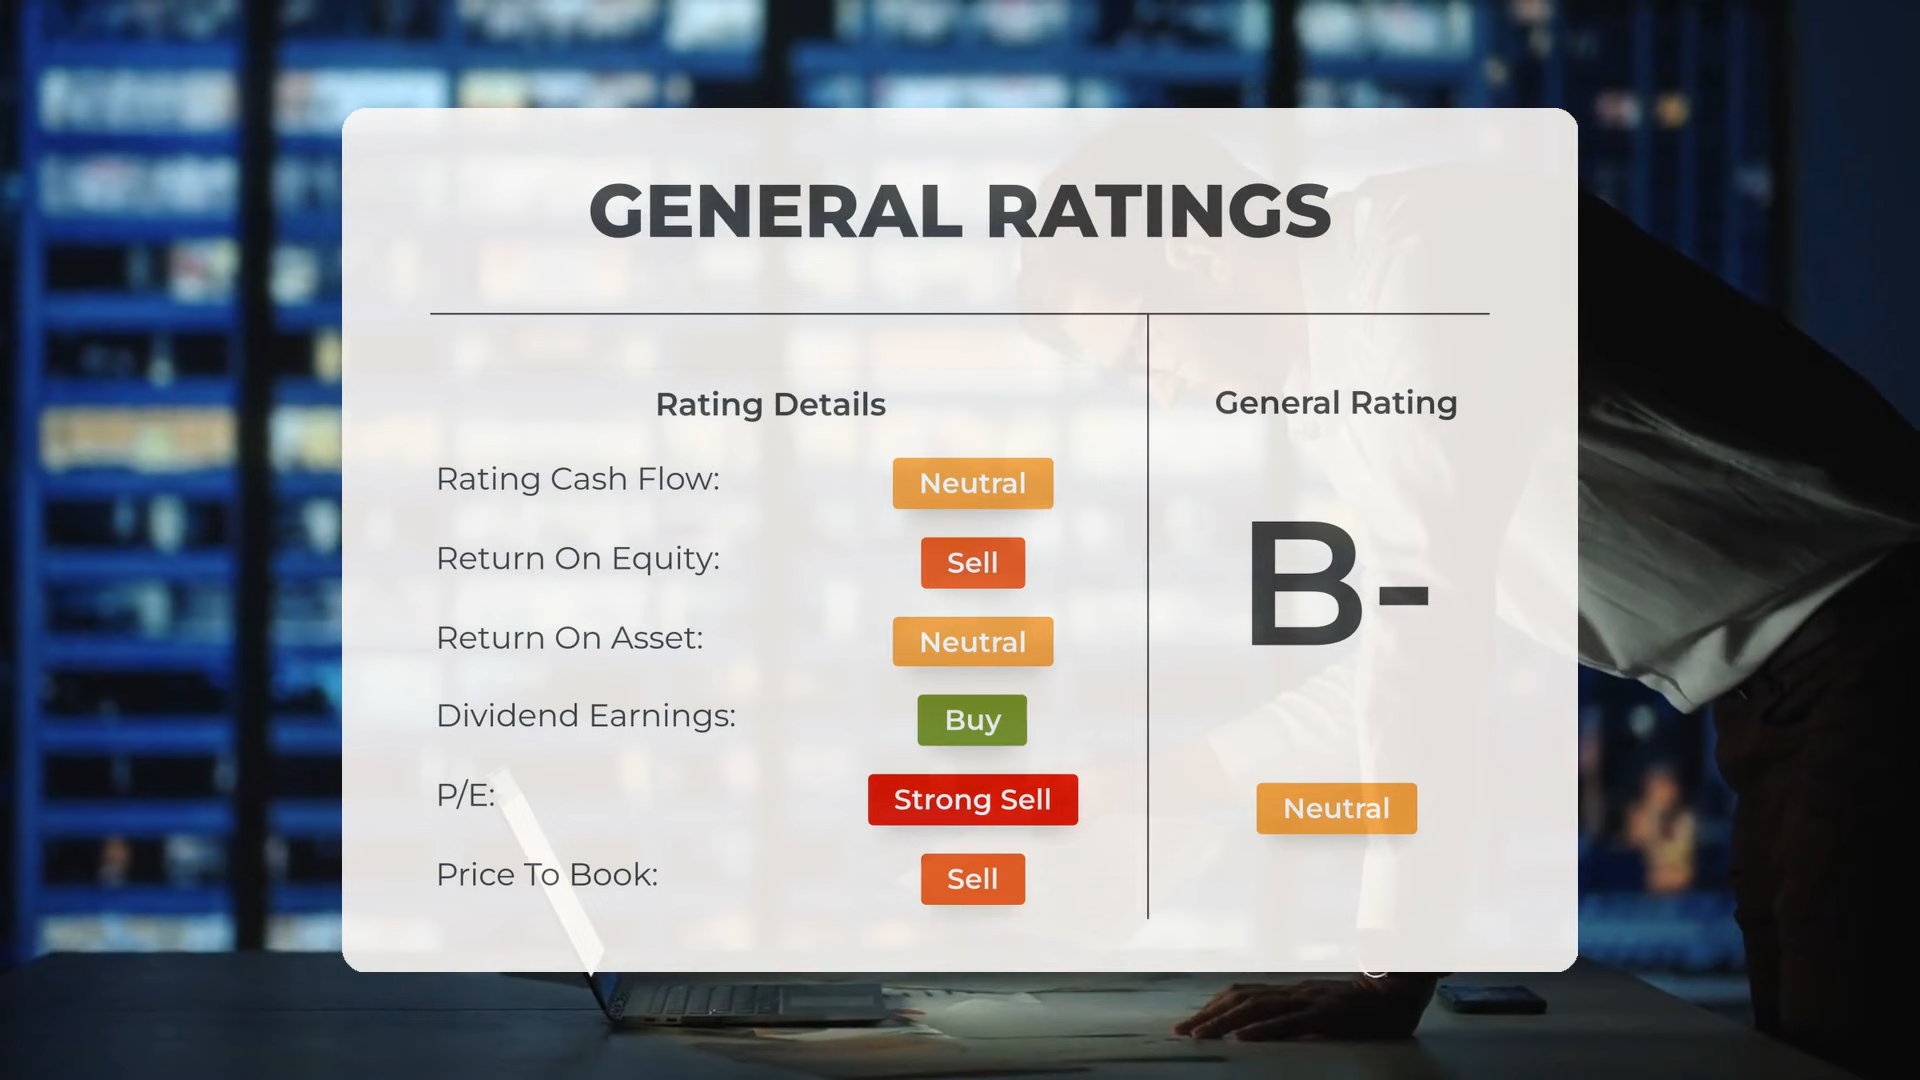 GENERAL RATINGS
Rating Details
Rating Cash Flow: Neutral
Return On Equity: Sell
Return On Asset: Neutral
Dividend Earnings: Buy
P/E: Strong Sell
Price To Book: Sell
General Rating
B-
Neutral